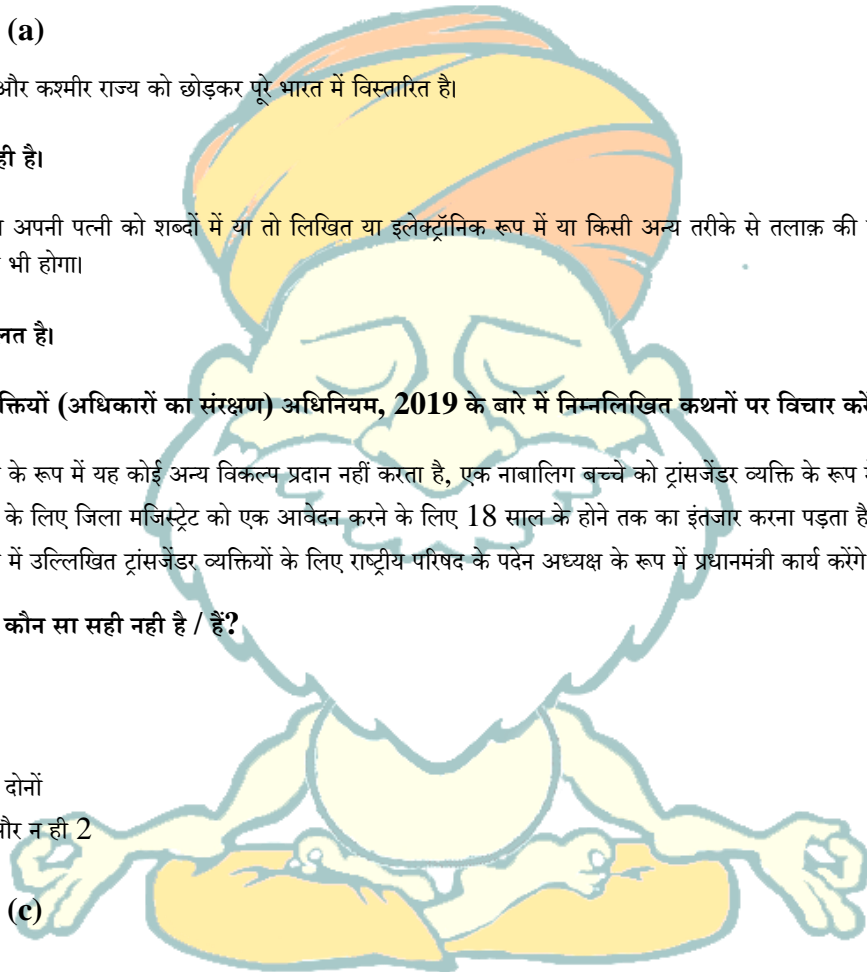 (a)
और कश्मीर राज्य को छोड़कर पूरे भारत में विस्तारित है।
ही है।
अपनी पत्नी को शब्दों में या तो लिखित या इलेक्ट्रॉनिक रूप में या किसी अन्य तरीके से तलाक़ की
भी होगा।
है।
(अधिकारों का संरक्षण) अधिनियम, 2019 के बारे में निम्नलिखित कथनों पर विचार करें
के रूप में यह कोई अन्य विकल्प प्रदान नहीं करता है, एक नाबालिग बच्चे को ट्रांसजेंडर व्यक्ति के रूप
के लिए जिला मजिस्ट्रेट को एक आवेदन करने के लिए 18 साल के होने तक का इंतजार करना पड़ता है
में उल्लिखित ट्रांसजेंडर व्यक्तियों के लिए राष्ट्रीय परिषद के पदेन अध्यक्ष के रूप में प्रधानमंत्री कार्य करेंगे
कौन सा सही नही है / हैं?
दोनों
और न ही 2
(c)